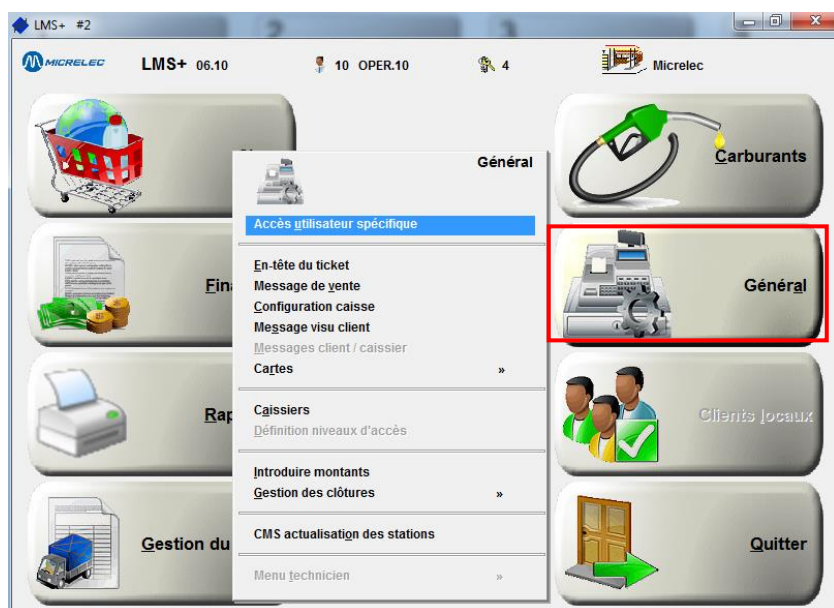 LMS+ #2
MICRELEC LMS+ 06.10 10 OPER.10 4 Micrelec
Carburants
Général
Accès utilisateur spécifique
En-tête du ticket
Message de vente
Configuration caisse
Message visu client
Messages client / caissier
Cartes »
Caissiers
Définition niveaux d'accès
Introduire montants
Gestion des clôtures »
CMS actualisation des stations
Menu technicien »
Fin
Général
Rap
Clients locaux
Gestion du
Quitter